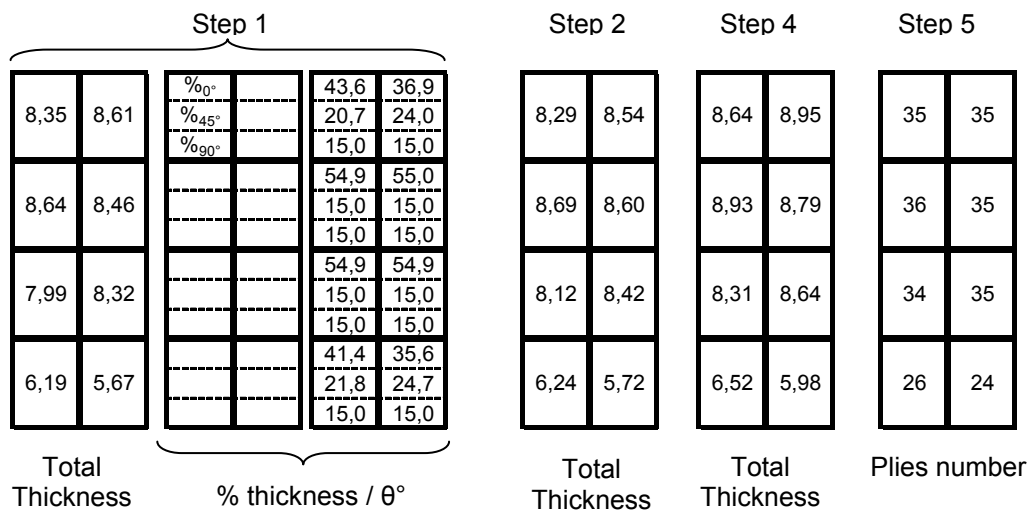 Step 1 Step 2 Step 4 Step 5
%0° 43,6 36,9
8,35 8,61 %45° 20,7 24,0 8,29 8,54 8,64 8,95 35 35
%90° 15,0 15,0
54,9 55,0
8,64 8,46 15,0 15,0 8,69 8,60 8,93 8,79 36 35
15,0 15,0
54,9 54,9
7,99 8,32 15,0 15,0 8,12 8,42 8,31 8,64 34 35
15,0 15,0
41,4 35,6
6,19 5,67 21,8 24,7 6,24 5,72 6,52 5,98 26 24
15,0 15,0
Total Total Total Plies number
Thickness % thickness / θ° Thickness Thickness